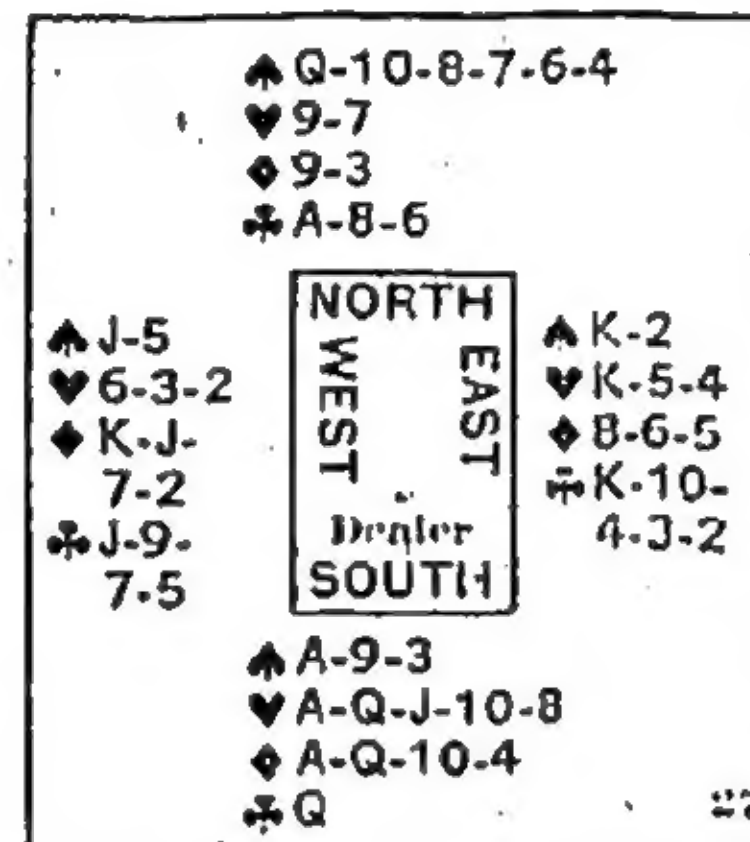 ♠ Q-10-8-7-6-4
♥ 9-7
♦ 9-3
♣ A-8-6
NORTH
♠ J-5
♥ 6-3-2
♦ K-J-
7-2
♣ J-9-
7-5
WEST
EAST
♠ K-2
♥ K-5-4
♦ 8-6-5
♣ K-10-
4-3-2
Dealer
SOUTH
♠ A-9-3
♥ A-Q-J-10-8
♦ A-Q-10-4
♣ Q